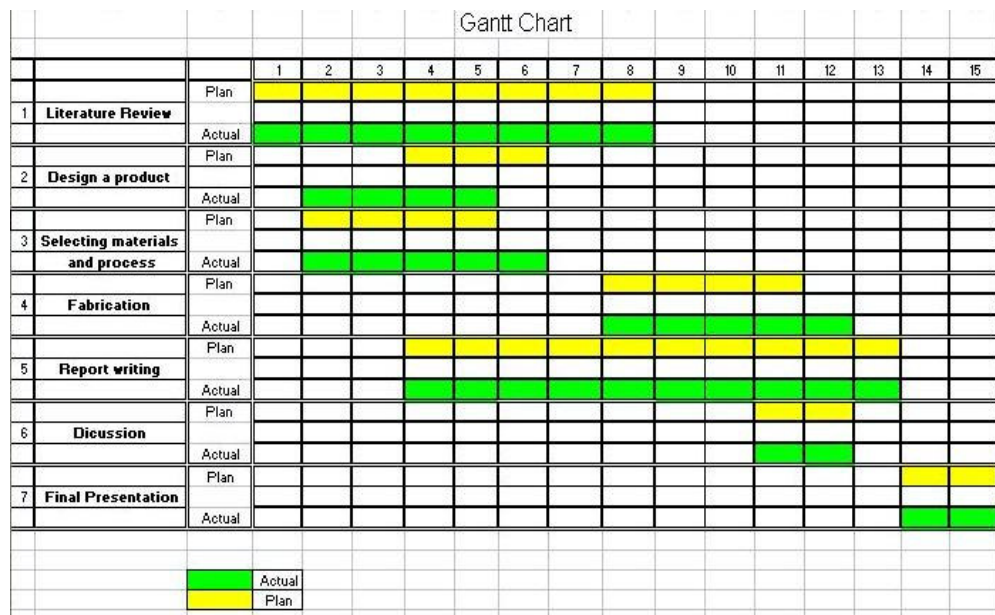 Gantt Chart
1 2 3 4 5 6 7 8 9 10 11 12 13 14 15
Plan
1 Literature Review
Actual
Plan
2 Design a product
Actual
Plan
3 Selecting materials
and process Actual
Plan
4 Fabrication
Actual
Plan
5 Report writing
Actual
Plan
6 Dicussion
Actual
Plan
7 Final Presentation
Actual
Actual
Plan